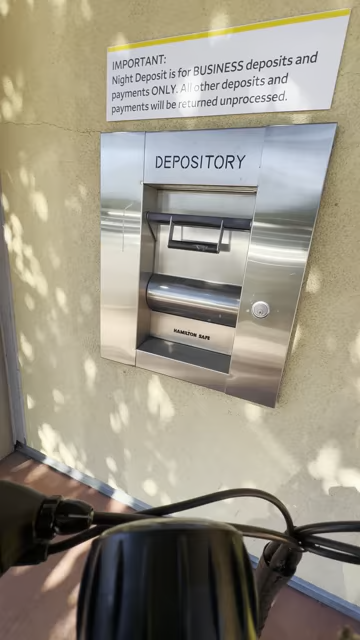 IMPORTANT:
Night Deposit is for BUSINESS deposits and
payments ONLY. All other deposits and
payments will be returned unprocessed.
DEPOSITORY
HAMILTON SAFE